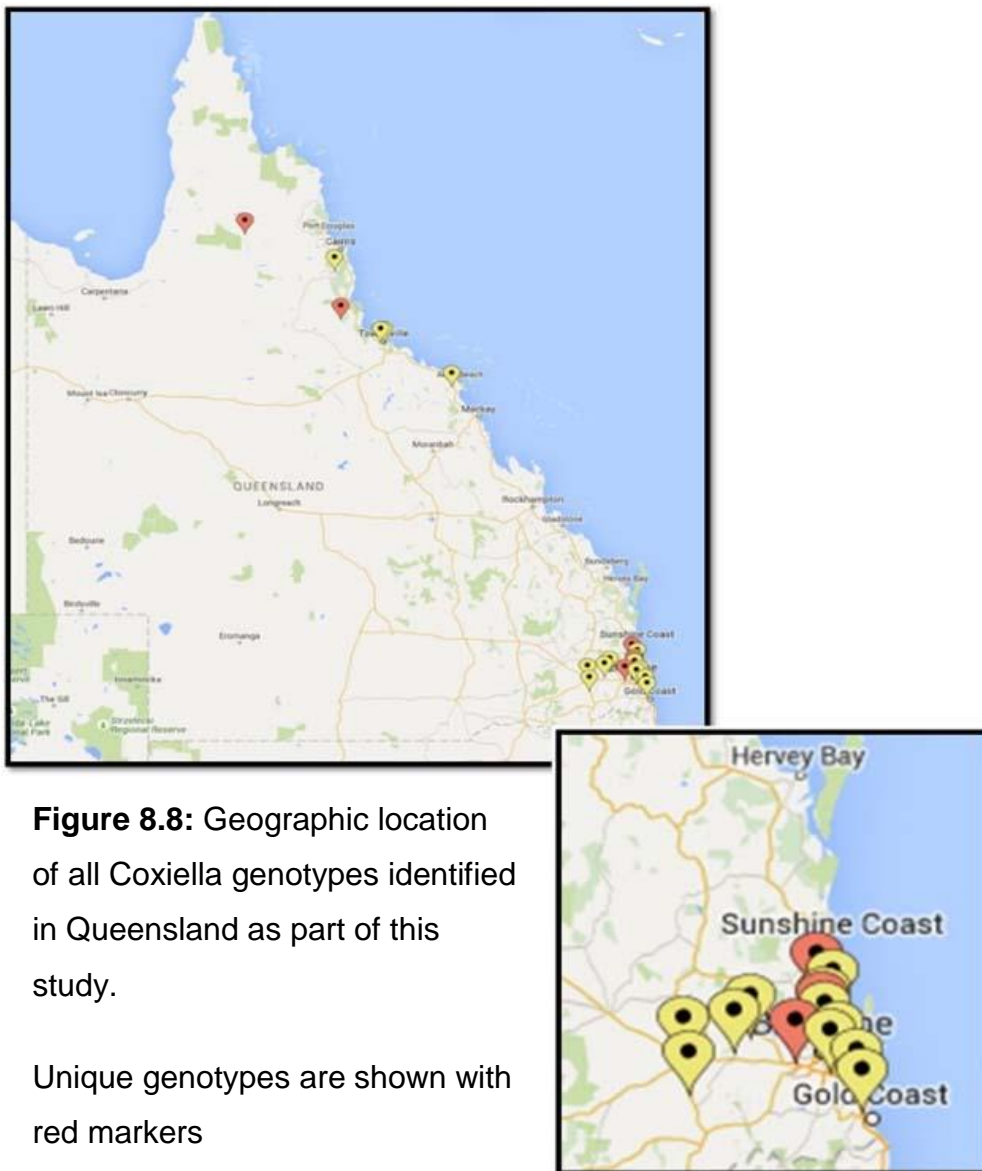 Port Douglas
Cairns
Carpentaria
Lawn Hill
Mount Isa
Cloncurry
Mackay
Moranbah
QUEENSLAND
Longreach
Rockhampton
Gladstone
Bedourie
Bundaberg
Hervey Bay
Birdsville
Eromanga
Sunshine Coast
Gold Coast
Innamincka
The Gill
Strzelecki
Regional Reserve
Figure 8.8: Geographic location
of all Coxiella genotypes identified
in Queensland as part of this
study.
Unique genotypes are shown with
red markers
Hervey Bay
Sunshine Coast
Gold Coast